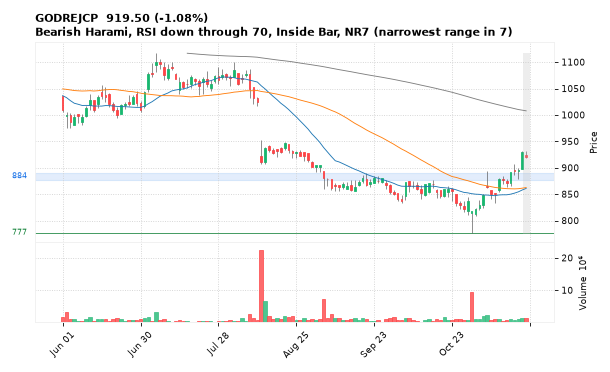 GODREJCP 919.50 (-1.08%)
Bearish Harami, RSI down through 70, Inside Bar, NR7 (narrowest range in 7)
1100
1050
1000
950
900
850
800
Price
884
777
20
10
Volume 10⁶
Jun 01
Jun 30
Jul 28
Aug 25
Sep 23
Oct 23